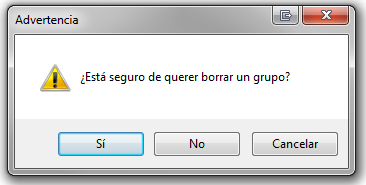 Advertencia
¿Está seguro de querer borrar un grupo?
Sí
No
Cancelar